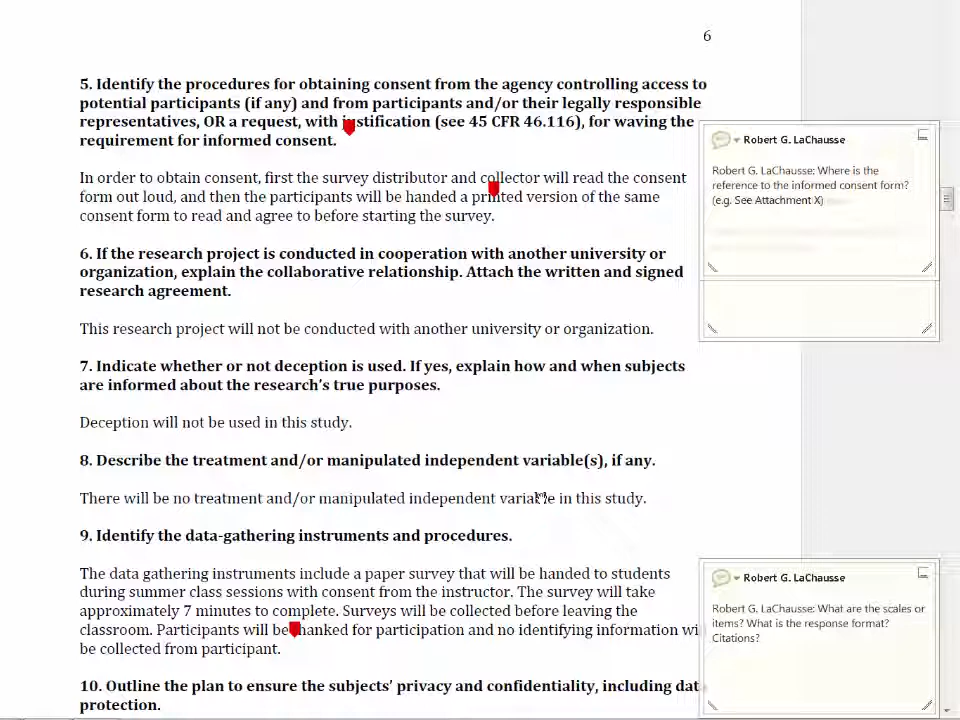 6
5. Identify the procedures for obtaining consent from the agency controlling access to
potential participants (if any) and from participants and/or their legally responsible
representatives, OR a request, with justification (see 45 CFR 46.116), for waving the
requirement for informed consent.
In order to obtain consent, first the survey distributor and collector will read the consent
form out loud, and then the participants will be handed a printed version of the same
consent form to read and agree to before starting the survey.
6. If the research project is conducted in cooperation with another university or
organization, explain the collaborative relationship. Attach the written and signed
research agreement.
This research project will not be conducted with another university or organization.
7. Indicate whether or not deception is used. If yes, explain how and when subjects
are informed about the research's true purposes.
Deception will not be used in this study.
8. Describe the treatment and/or manipulated independent variable(s), if any.
There will be no treatment and/or manipulated independent variable in this study.
9. Identify the data-gathering instruments and procedures.
The data gathering instruments include a paper survey that will be handed to students
during summer class sessions with consent from the instructor. The survey will take
approximately 7 minutes to complete. Surveys will be collected before leaving the
classroom. Participants will be thanked for participation and no identifying information wi
be collected from participant.
10. Outline the plan to ensure the subjects' privacy and confidentiality, including dat
protection.
Robert G. LaChausse
Robert G. LaChausse: Where is the
reference to the informed consent form?
(e.g. See Attachment X)
Robert G. LaChausse
Robert G. LaChausse: What are the scales or
items? What is the response format?
Citations?